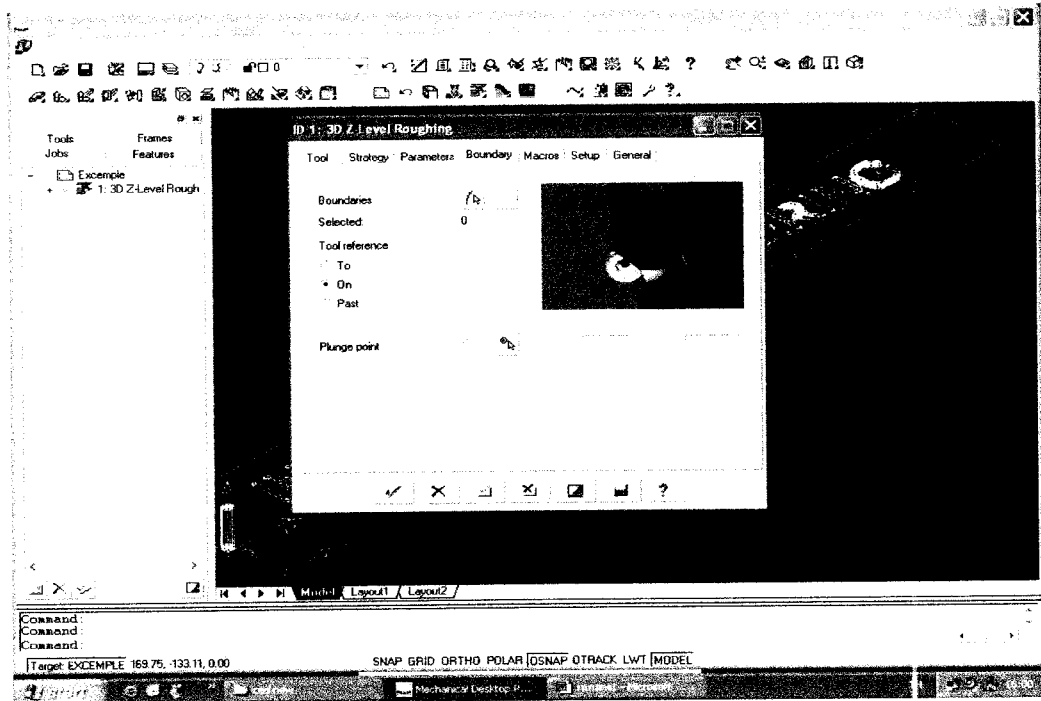 0
Tools Frames
Jobs Features
Excemple
1: 3D Z-Level Rough
ID 1: 3D Z Level Roughing
Tool Strategy Parameters Boundary Macros Setup General
Boundaries
Selected: 0
Tool reference
To
On
Past
Plunge point
?
Model Layout1 Layout2
Command:
Command:
Command:
Target: EXCEMPLE 169.75, -133.11, 0.00 SNAP GRID ORTHO POLAR OSNAP OTRACK LWT MODEL
Mechanical Desktop P...